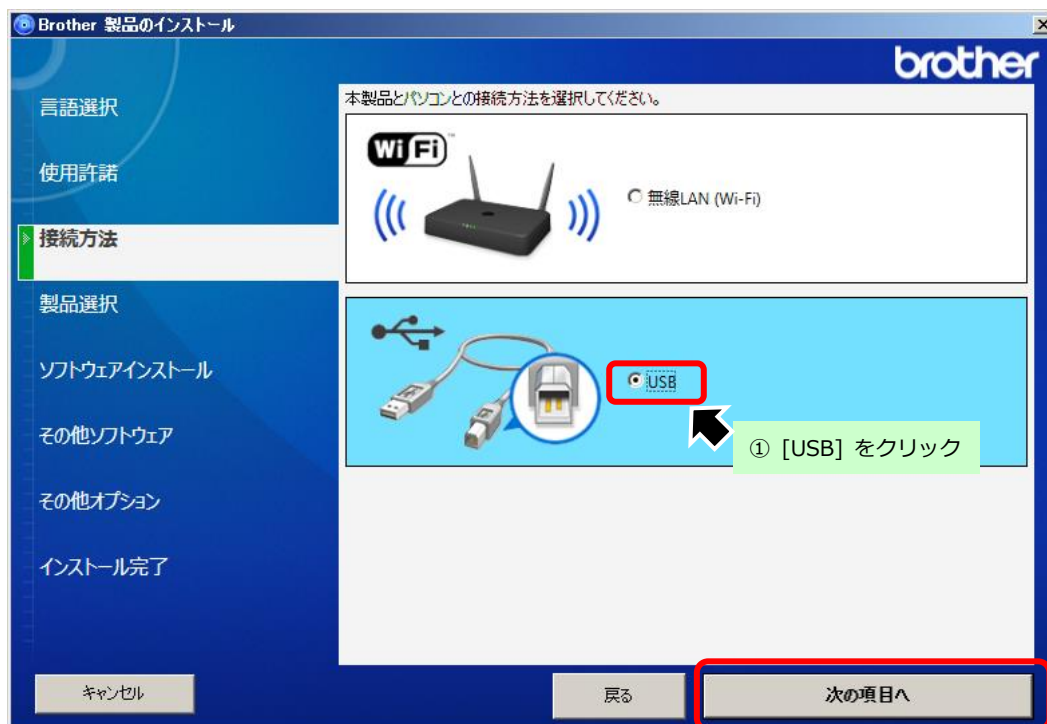 Brother 製品のインストール
brother
言語選択
使用許諾
接続方法
製品選択
ソフトウェアインストール
その他ソフトウェア
その他オプション
インストール完了
本製品とパソコンとの接続方法を選択してください。
Wi Fi™
無線LAN (Wi-Fi)
USB
① [USB] をクリック
キャンセル
戻る
次の項目へ